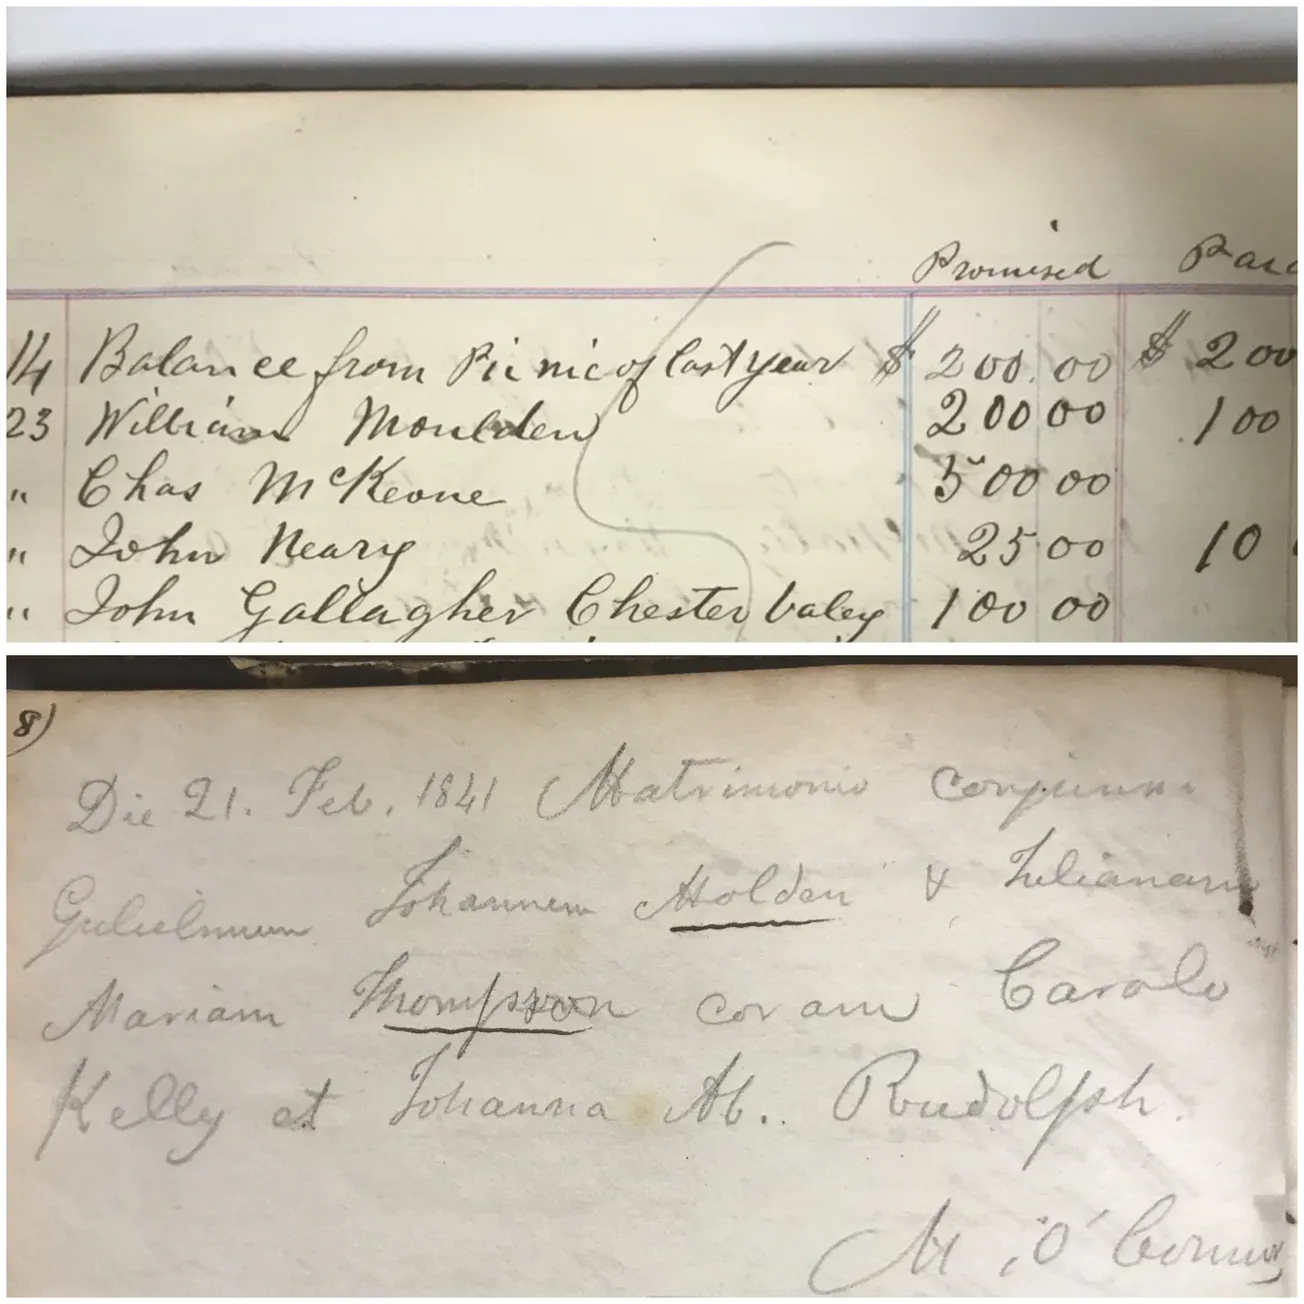 Promised Paid
14 Balance from Picnic of last year $ 200.00 $ 200
23 William Moulden 200 00 100
" Chas McKeone 500 00
" John Neary 25 00 10
" John Gallagher Chester valey 100 00
8)
Die 21. Feb. 1841 Matrimonio conjunxi
Gulielmum Johannem Molden & Julianam
Mariam Thompson coram Carolo
Kelly et Johanna M. Rudolph.
M. O'Connor